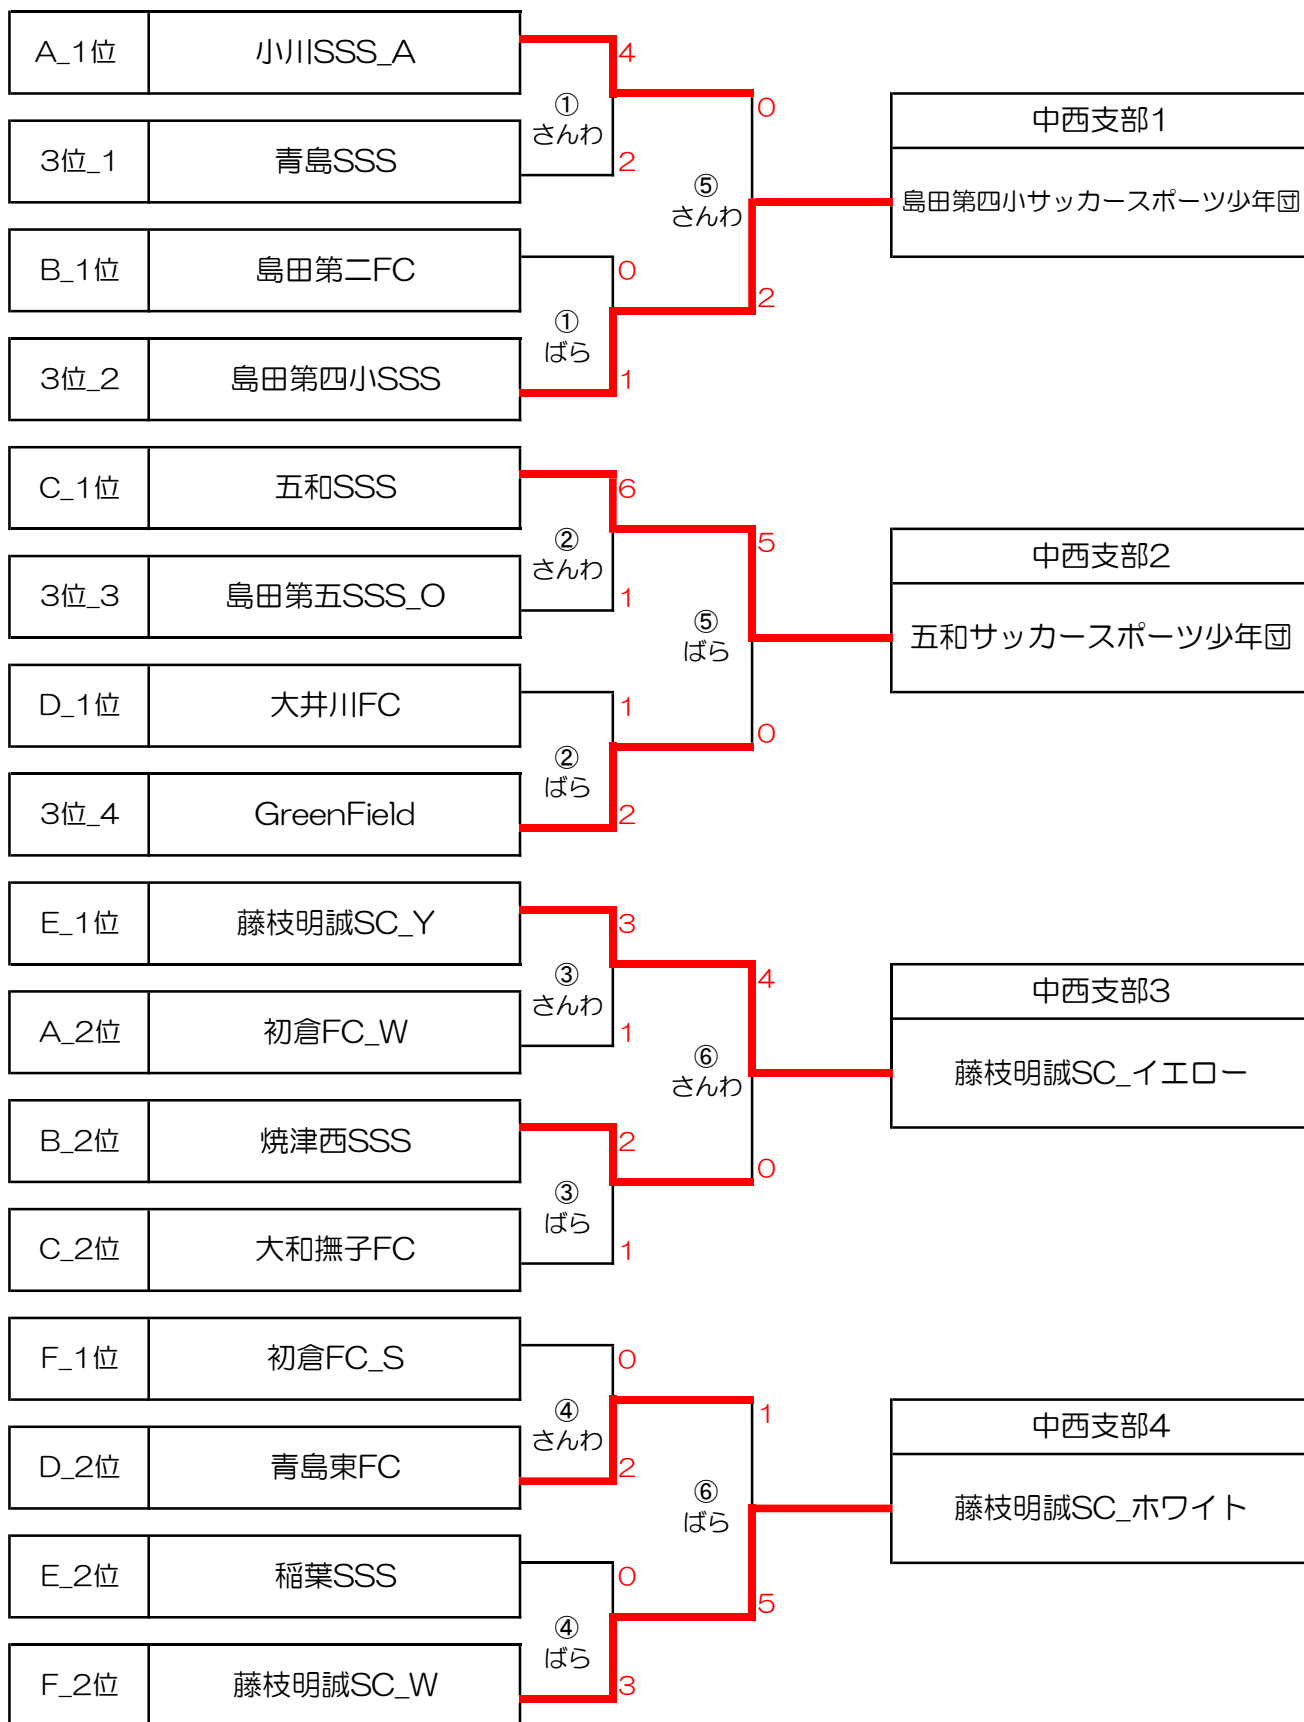 A_1位 小川SSS_A
4
①
さんわ
0
中西支部1
3位_1 青島SSS
2
⑤
さんわ
島田第四小サッカースポーツ少年団
B_1位 島田第二FC
0
①
ばら
2
3位_2 島田第四小SSS
1
C_1位 五和SSS
6
②
さんわ
5
中西支部2
3位_3 島田第五SSS_O
1
⑤
ばら
五和サッカースポーツ少年団
D_1位 大井川FC
1
②
ばら
0
3位_4 GreenField
2
E_1位 藤枝明誠SC_Y
3
③
さんわ
4
中西支部3
A_2位 初倉FC_W
1
⑥
さんわ
藤枝明誠SC_イエロー
B_2位 焼津西SSS
2
③
ばら
0
C_2位 大和撫子FC
1
F_1位 初倉FC_S
0
④
さんわ
1
中西支部4
D_2位 青島東FC
2
⑥
ばら
藤枝明誠SC_ホワイト
E_2位 稲葉SSS
0
④
ばら
5
F_2位 藤枝明誠SC_W
3